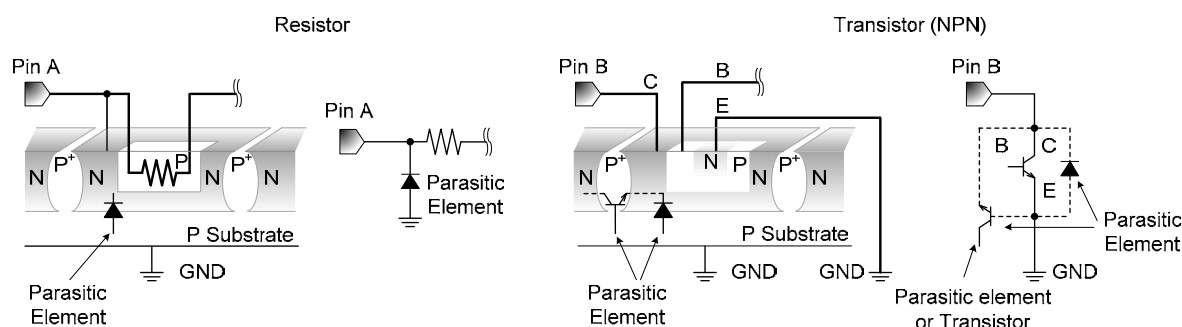 Resistor
Pin A
N
P+
N
P
N
P+
N
Parasitic
Element
P Substrate
GND
Pin A
Parasitic
Element
Transistor (NPN)
Pin B
C
B
E
N
P+
N
N
P
N
P+
N
P Substrate
Parasitic
Element
GND
GND
Pin B
B
C
E
Parasitic
Element
GND
Parasitic element
or Transistor